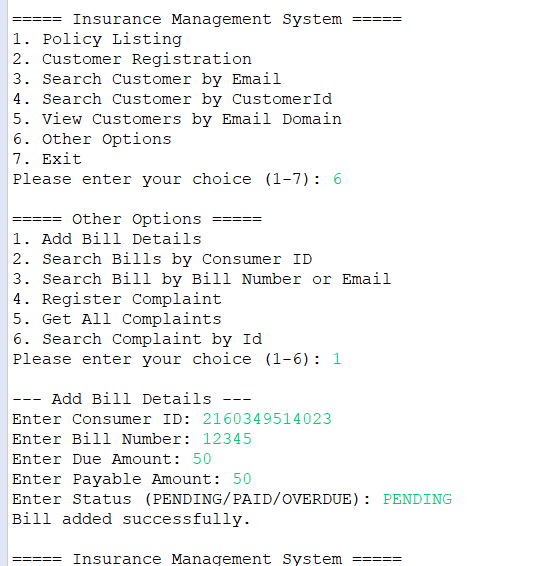 ===== Insurance Management System =====
1. Policy Listing
2. Customer Registration
3. Search Customer by Email
4. Search Customer by CustomerId
5. View Customers by Email Domain
6. Other Options
7. Exit
Please enter your choice (1-7): 6
===== Other Options =====
1. Add Bill Details
2. Search Bills by Consumer ID
3. Search Bill by Bill Number or Email
4. Register Complaint
5. Get All Complaints
6. Search Complaint by Id
Please enter your choice (1-6): 1
--- Add Bill Details ---
Enter Consumer ID: 2160349514023
Enter Bill Number: 12345
Enter Due Amount: 50
Enter Payable Amount: 50
Enter Status (PENDING/PAID/OVERDUE): PENDING
Bill added successfully.
===== Insurance Management System =====